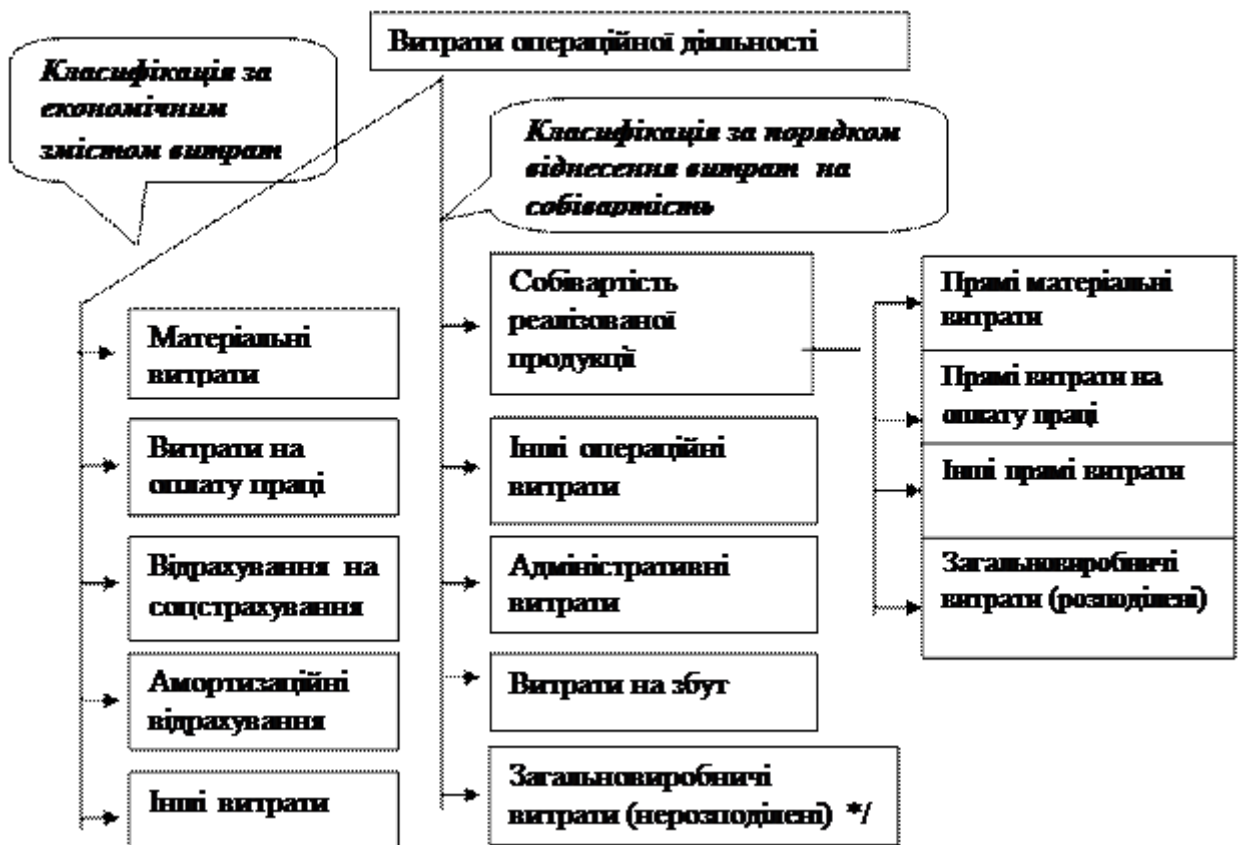 Витрати операційної діяльності
Класифікація за
економічним
змістом витрат
Класифікація за порядком
віднесення витрат на
собівартість
Матеріальні
витрати
Витрати на
оплату праці
Відрахування на
соцстрахування
Амортизаційні
відрахування
Інші витрати
Собівартість
реалізованої
продукції
Інші операційні
витрати
Адміністративні
витрати
Витрати на збут
Загальновиробничі
витрати (нерозподілені) */
Прямі матеріальні
витрати
Прямі витрати на
оплату праці
Інші прямі витрати
Загальновиробничі
витрати (розподілені)